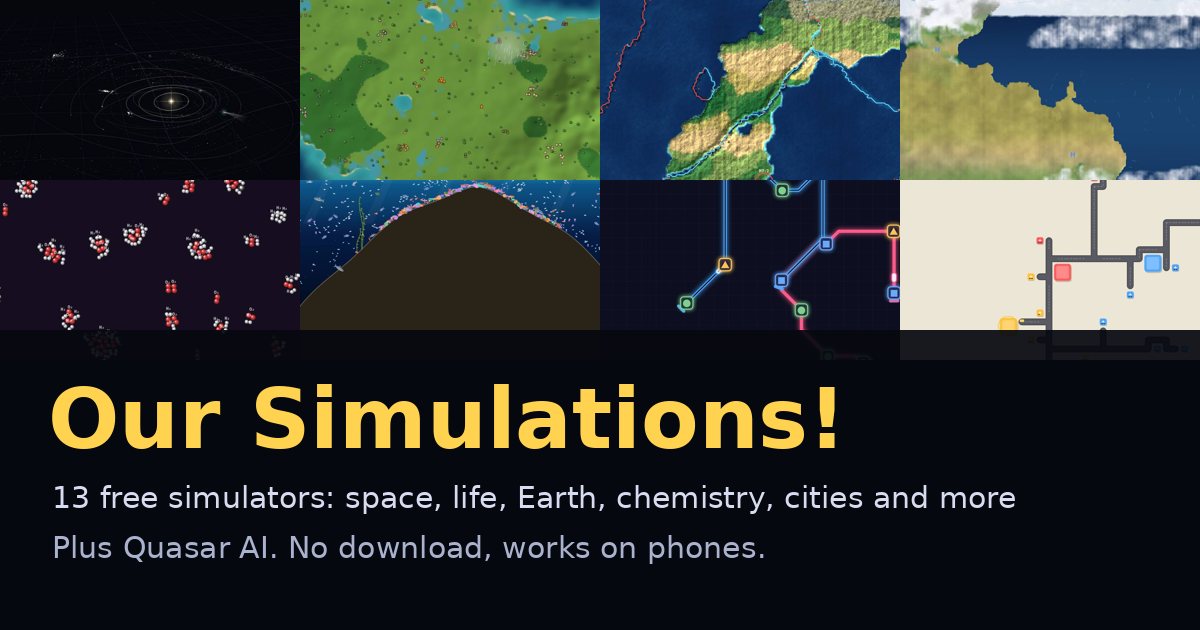 Our Simulations!
13 free simulators: space, life, Earth, chemistry, cities and more
Plus Quasar AI. No download, works on phones.